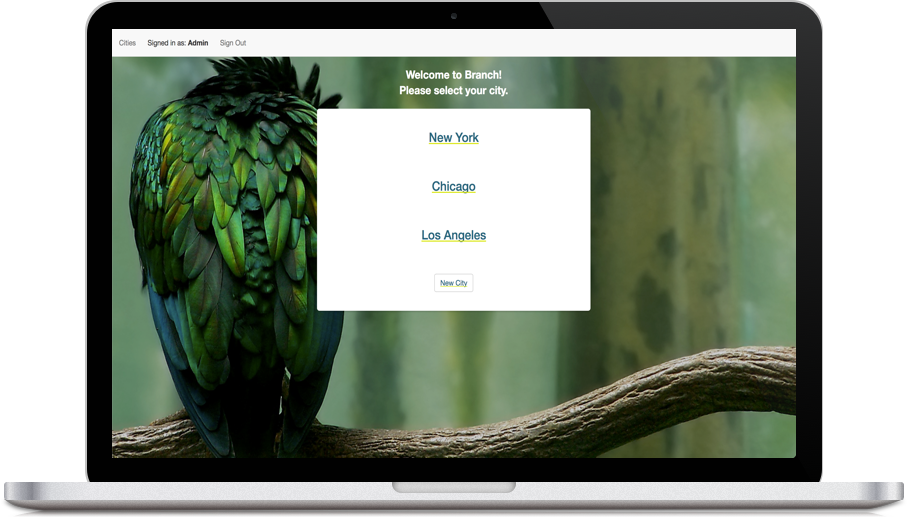 Cities Signed in as: Admin Sign Out
Welcome to Branch!
Please select your city.
New York
Chicago
Los Angeles
New City